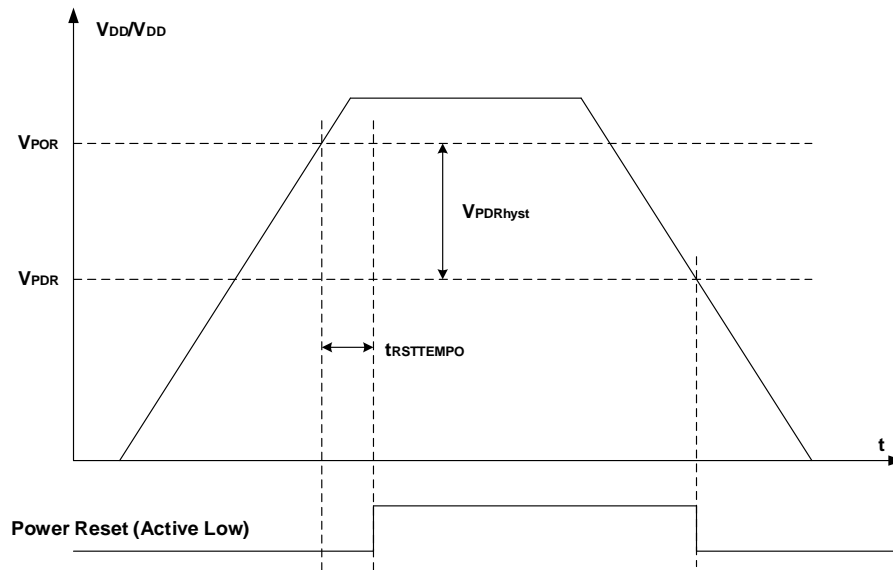 VDD/VDD
VPOR
VPDRhyst
VPDR
tRSTTEMPO
t
Power Reset (Active Low)